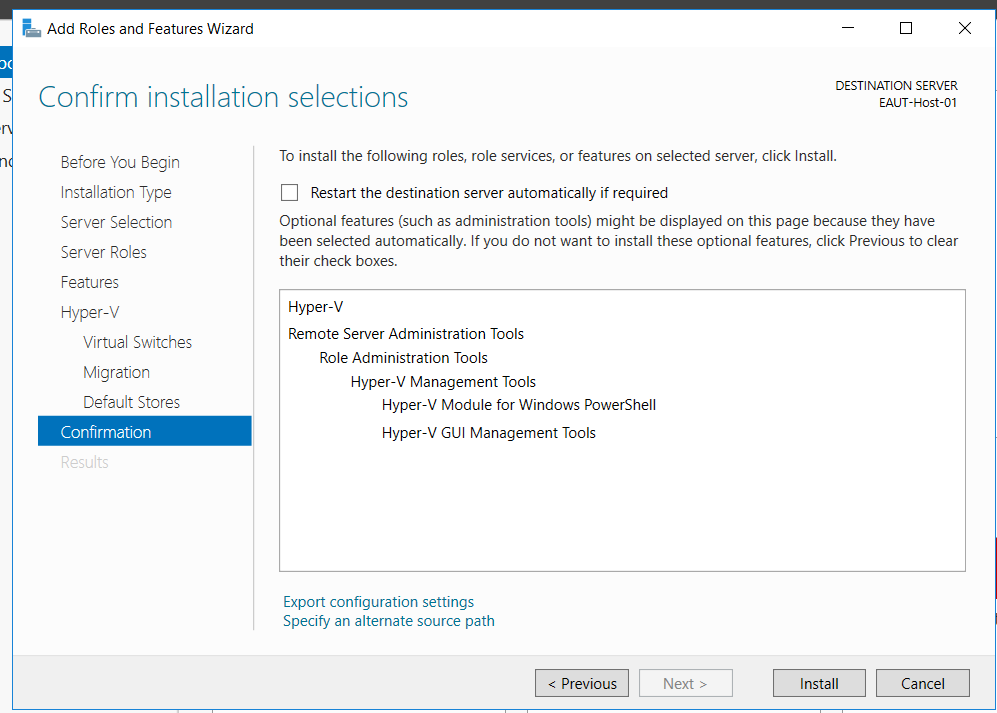 Add Roles and Features Wizard
Confirm installation selections
DESTINATION SERVER
EAUT-Host-01
Before You Begin
Installation Type
Server Selection
Server Roles
Features
Hyper-V
Virtual Switches
Migration
Default Stores
Confirmation
Results
To install the following roles, role services, or features on selected server, click Install.
Restart the destination server automatically if required
Optional features (such as administration tools) might be displayed on this page because they have
been selected automatically. If you do not want to install these optional features, click Previous to clear
their check boxes.
Hyper-V
Remote Server Administration Tools
Role Administration Tools
Hyper-V Management Tools
Hyper-V Module for Windows PowerShell
Hyper-V GUI Management Tools
Export configuration settings
Specify an alternate source path
< Previous
Next >
Install
Cancel